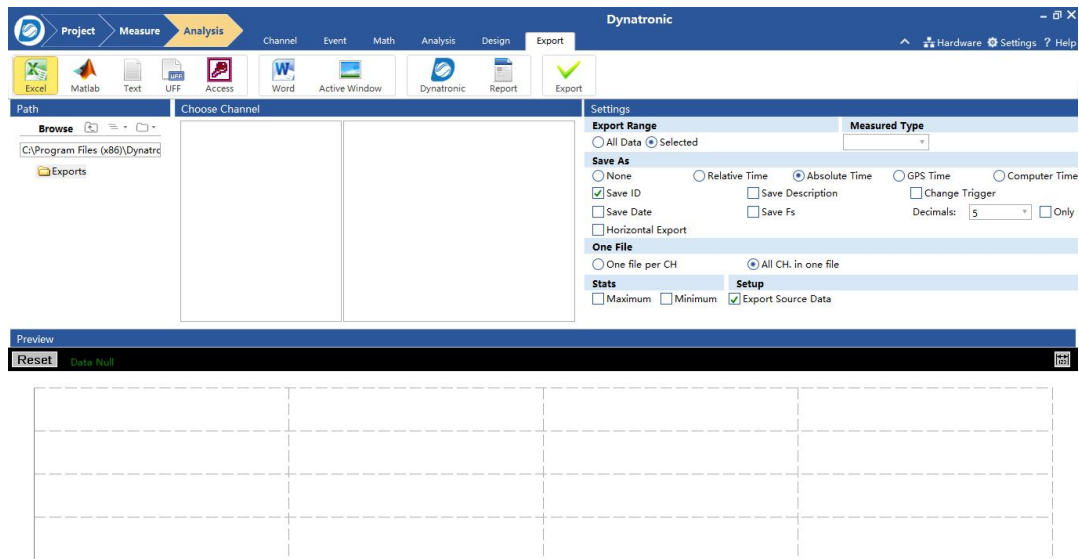 Dynatronic
Project Measure Analysis Channel Event Math Analysis Design Export Hardware Settings ? Help
Excel Matlab Text UFF Access Word Active Window Dynatronic Report Export
Path Choose Channel Settings
Export Range Measured Type
Browse
All Data Selected
C:\Program Files (x86)\Dynatrc
Save As
Exports
None Relative Time Absolute Time GPS Time Computer Time
Save ID Save Description Change Trigger
Save Date Save Fs Decimals: 5 Only
Horizontal Export
One File
One file per CH All CH. in one file
Stats Setup
Maximum Minimum Export Source Data
Preview
Reset Data Null